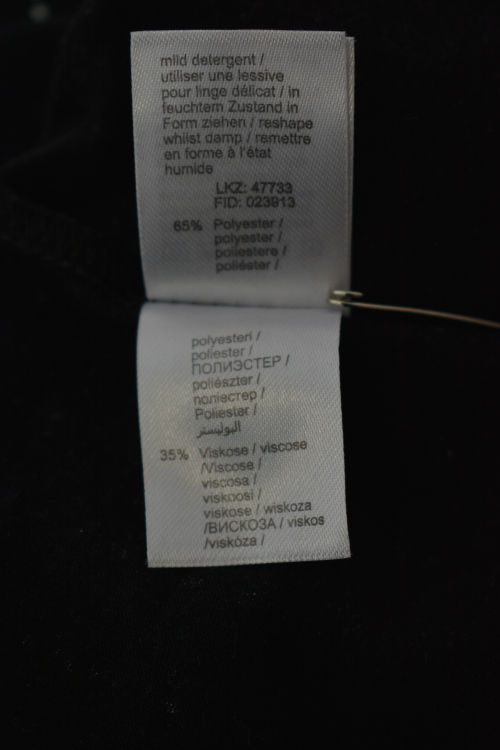 mild detergent /
utiliser une lessive
pour linge délicat / in
feuchtem Zustand in
Form ziehen / reshape
whilst damp / remettre
en forme à l'état
humide
LKZ: 47733
FID: 023913
65% Polyester /
polyester /
poliestere /
poliéster /
polyesteri /
poliester /
ПОЛИЭСТЕР /
poliészter /
полиестер /
Poliester /
البوليستر
35% Viskose / viscose
/Viscose /
viscosa /
viskoosi /
viskose / wiskoza
/ВИСКОЗА / viskos
/viskóza /